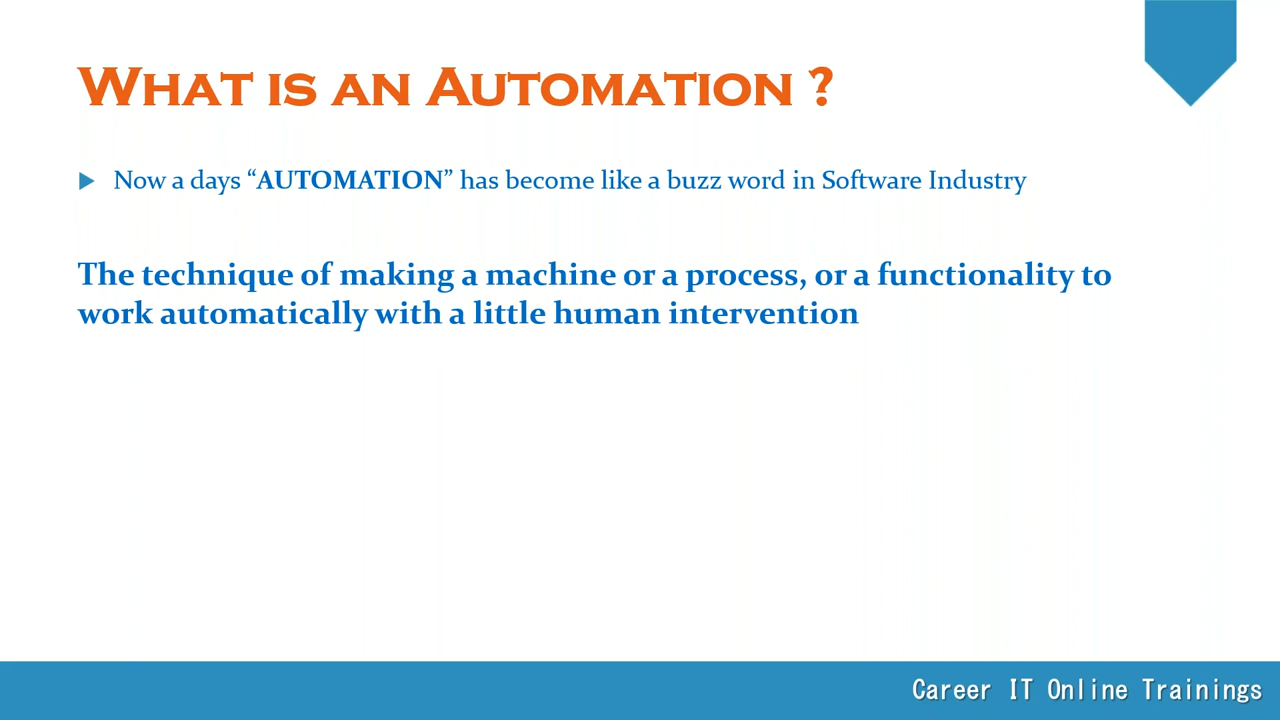 What is an Automation ?
Now a days “AUTOMATION” has become like a buzz word in Software Industry
The technique of making a machine or a process, or a functionality to
work automatically with a little human intervention
Career IT Online Trainings